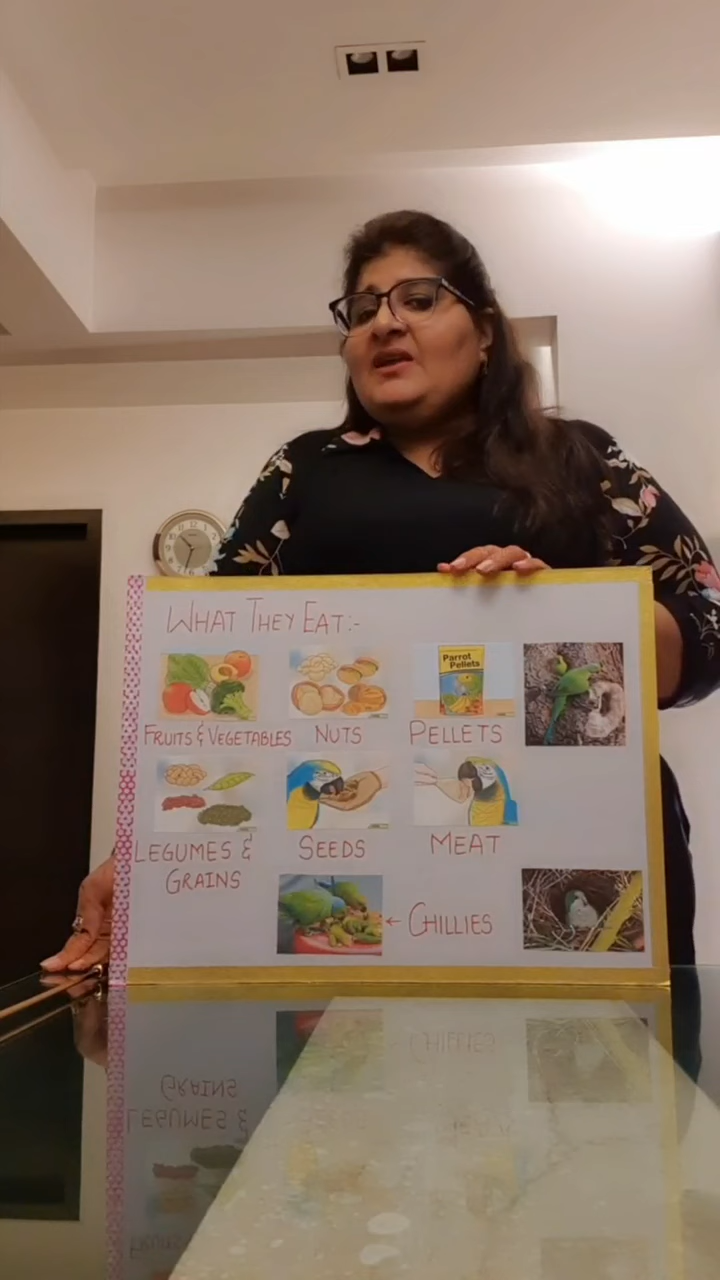 WHAT THEY EAT:-
Parrot
Pellets
FRUITS & VEGETABLES
NUTS
PELLETS
LEGUMES &
GRAINS
SEEDS
MEAT
← CHILLIES